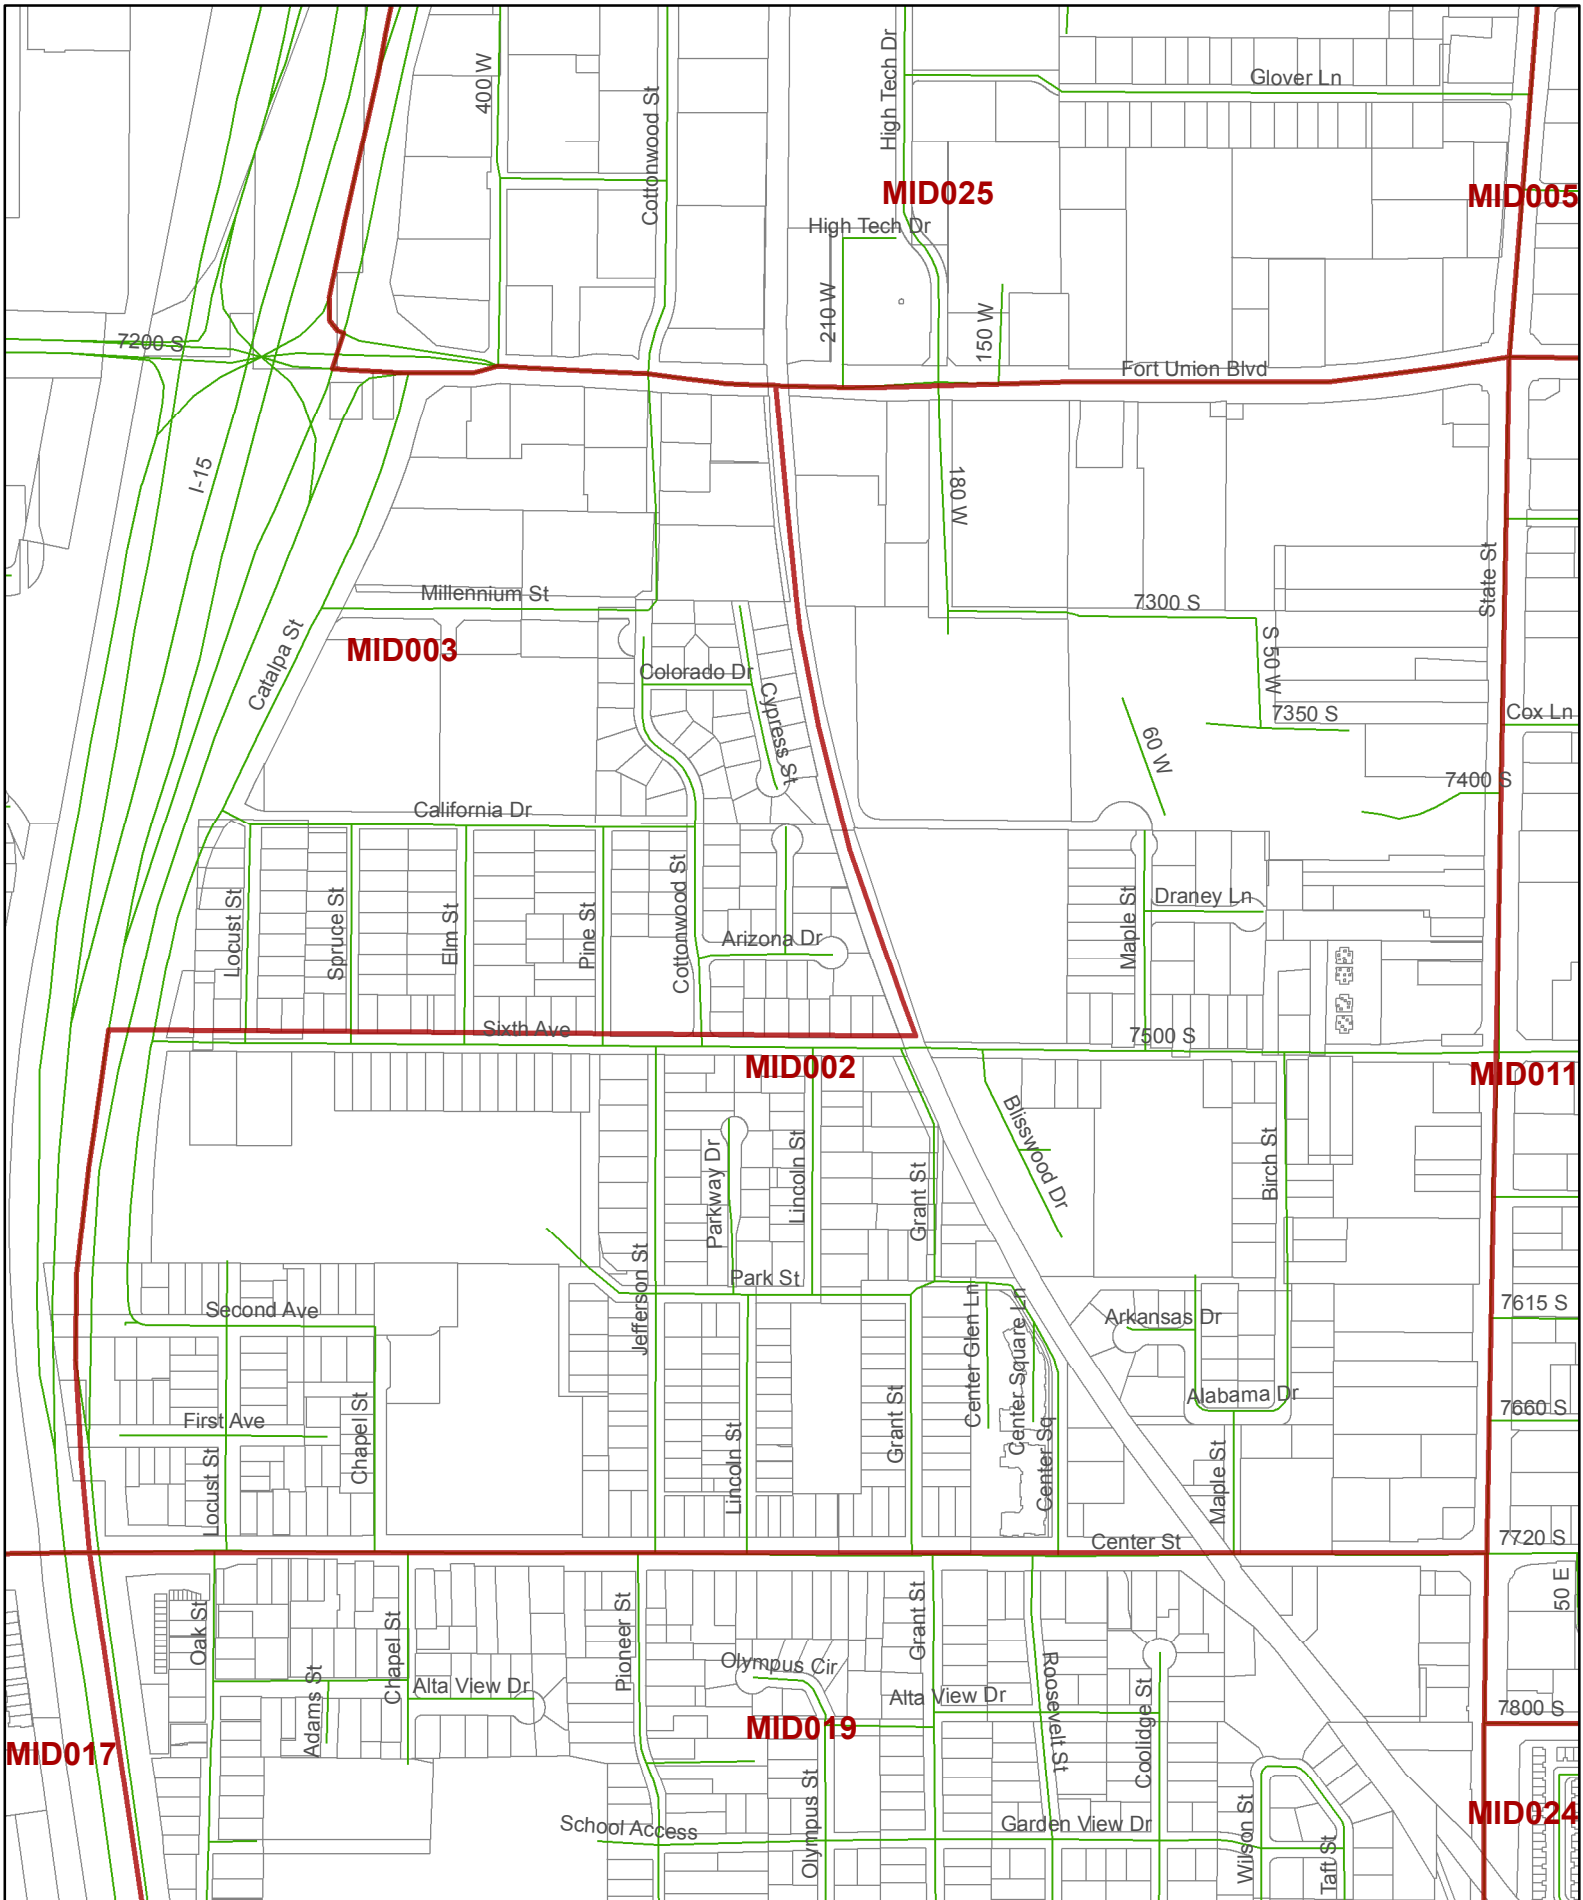 400 W
Cottonwood St
High Tech Dr
Glover Ln
MID025
MID005
High Tech Dr
210 W
150 W
7200 S
Fort Union Blvd
I-15
180 W
State St
Millennium St
7300 S
MID003
Catalpa St
Colorado Dr
Cypress St
S 50 W
7350 S
Cox Ln
60 W
7400 S
California Dr
Locust St
Spruce St
Elm St
Pine St
Cottonwood St
Arizona Dr
Maple St
Draney Ln
Sixth Ave
7500 S
MID002
MID011
Parkway Dr
Lincoln St
Grant St
Blisswood Dr
Birch St
Jefferson St
Park St
Second Ave
Center Glen Ln
Center Square Ln
Arkansas Dr
7615 S
Alabama Dr
First Ave
Chapel St
Locust St
Lincoln St
Grant St
Center Sq
Maple St
7660 S
Center St
7720 S
50 E
Oak St
Adams St
Chapel St
Alta View Dr
Pioneer St
Olympus Cir
Grant St
Alta View Dr
Roosevelt St
Coolidge St
7800 S
MID017
MID019
MID024
Olympus St
School Access
Garden View Dr
Wilson St
Taft St